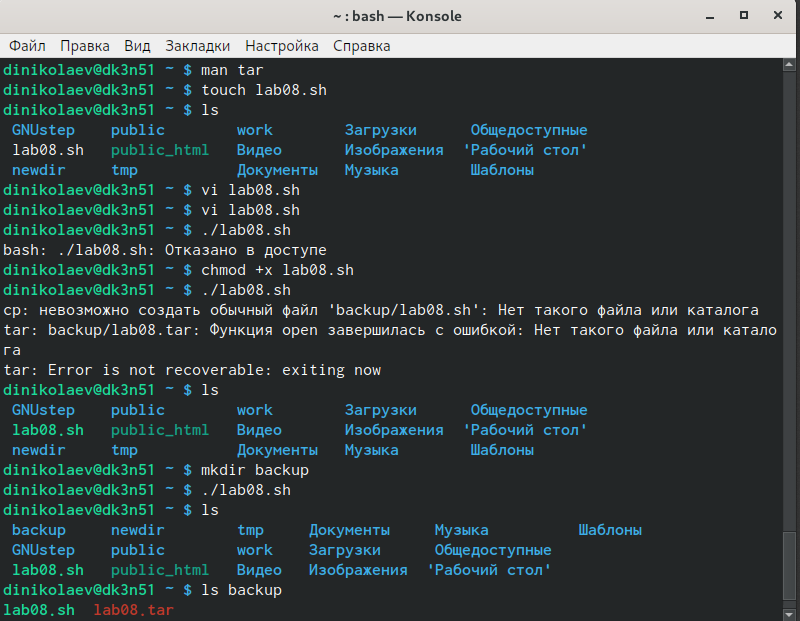 ~ : bash — Konsole
Файл Правка Вид Закладки Настройка Справка
dinikolaev@dk3n51 ~ $ man tar
dinikolaev@dk3n51 ~ $ touch lab08.sh
dinikolaev@dk3n51 ~ $ ls
GNUstep public work Загрузки Общедоступные
lab08.sh public_html Видео Изображения 'Рабочий стол'
newdir tmp Документы Музыка Шаблоны
dinikolaev@dk3n51 ~ $ vi lab08.sh
dinikolaev@dk3n51 ~ $ vi lab08.sh
dinikolaev@dk3n51 ~ $ ./lab08.sh
bash: ./lab08.sh: Отказано в доступе
dinikolaev@dk3n51 ~ $ chmod +x lab08.sh
dinikolaev@dk3n51 ~ $ ./lab08.sh
cp: невозможно создать обычный файл 'backup/lab08.sh': Нет такого файла или каталога
tar: backup/lab08.tar: Функция open завершилась с ошибкой: Нет такого файла или катало
га
tar: Error is not recoverable: exiting now
dinikolaev@dk3n51 ~ $ ls
GNUstep public work Загрузки Общедоступные
lab08.sh public_html Видео Изображения 'Рабочий стол'
newdir tmp Документы Музыка Шаблоны
dinikolaev@dk3n51 ~ $ mkdir backup
dinikolaev@dk3n51 ~ $ ./lab08.sh
dinikolaev@dk3n51 ~ $ ls
backup newdir tmp Документы Музыка Шаблоны
GNUstep public work Загрузки Общедоступные
lab08.sh public_html Видео Изображения 'Рабочий стол'
dinikolaev@dk3n51 ~ $ ls backup
lab08.sh lab08.tar